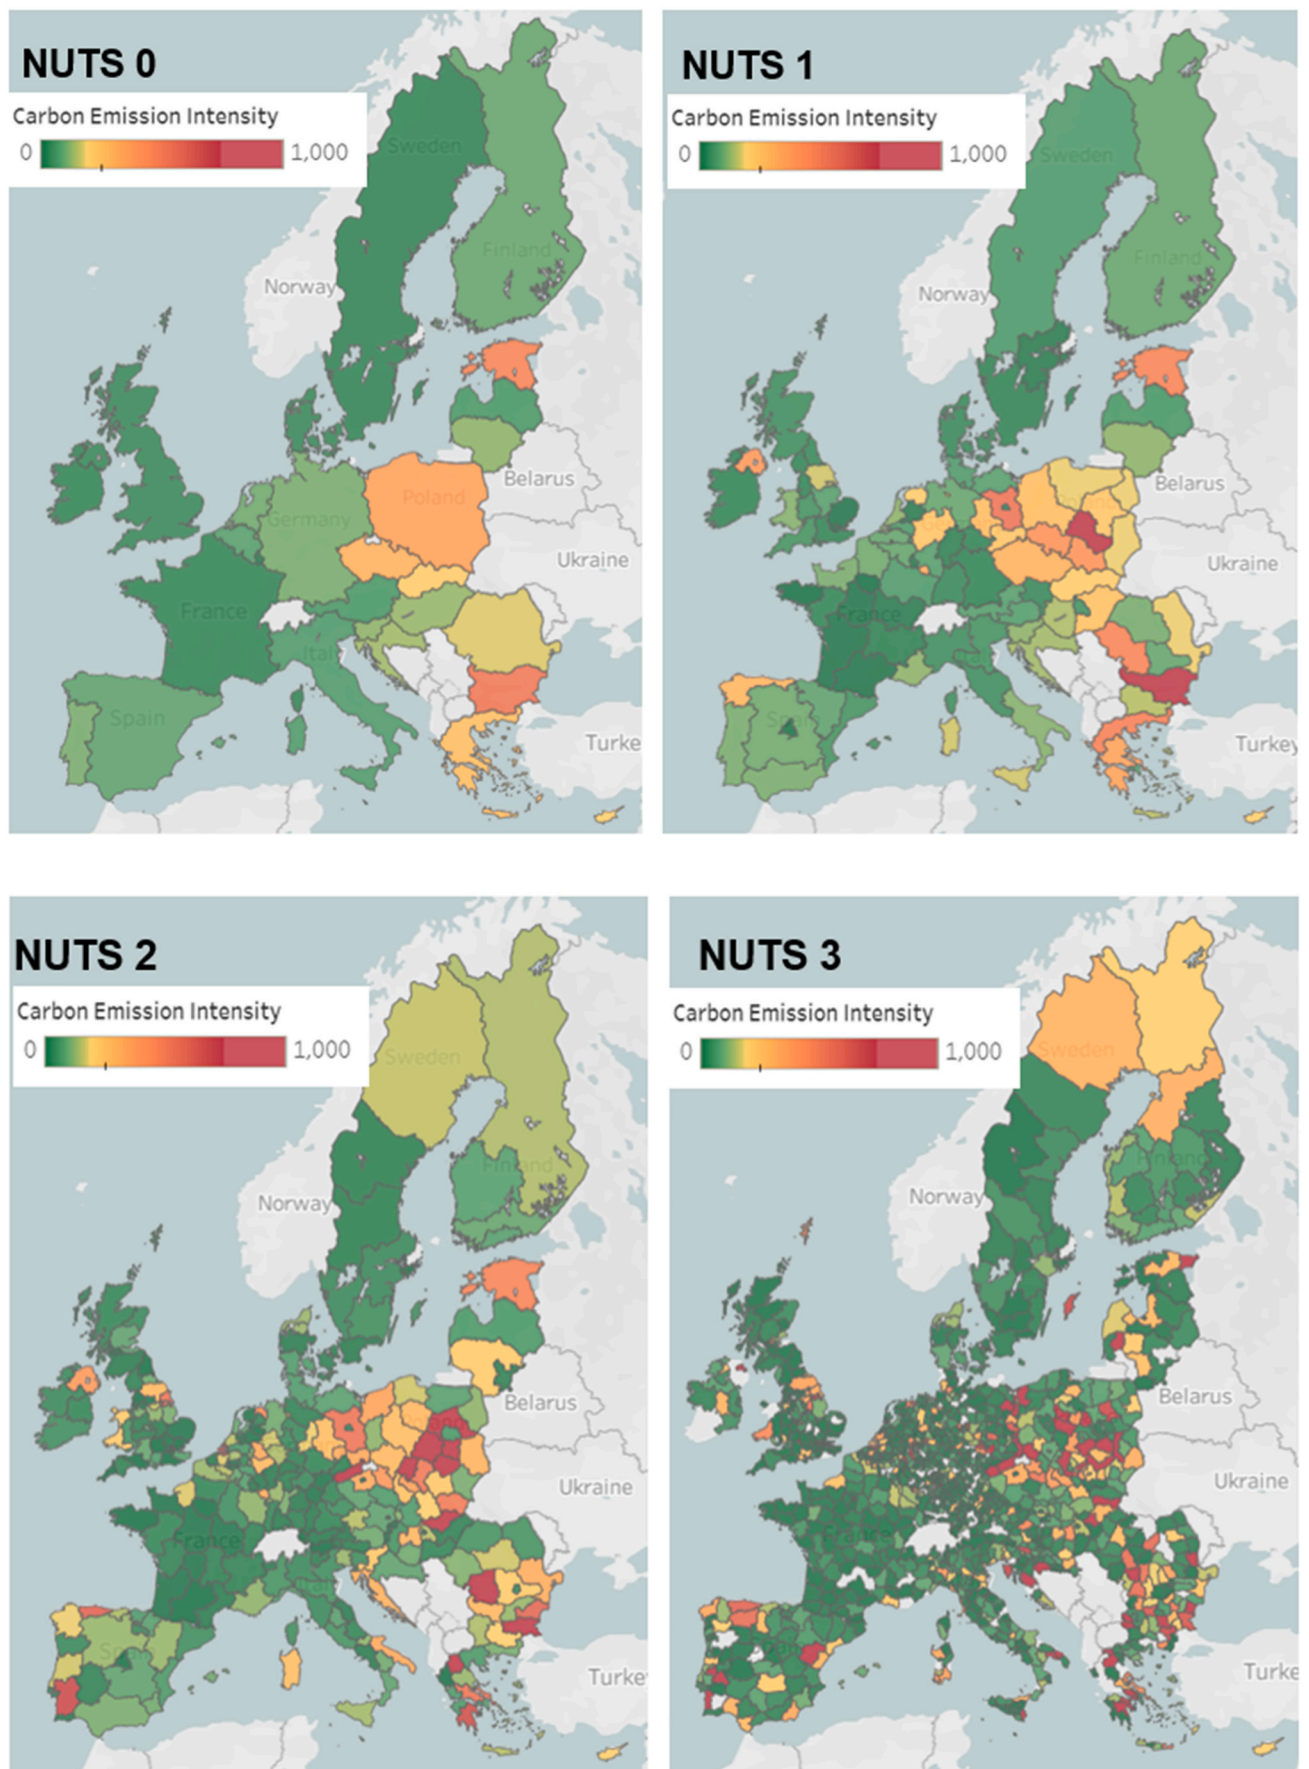 NUTS 0
Carbon Emission Intensity
0 1,000
Sweden
Finland
Norway
Belarus
Poland
Germany
Ukraine
France
Ital
Spain
Turke
NUTS 1
Carbon Emission Intensity
0 1,000
Sweden
Finland
Norway
Belarus
Ukraine
France
Turkey
NUTS 2
Carbon Emission Intensity
0 1,000
Sweden
Finland
Norway
Belarus
Ukraine
France
Turke
NUTS 3
Carbon Emission Intensity
0 1,000
Sweden
Finland
Norway
Belarus
Ukraine
France
Turke